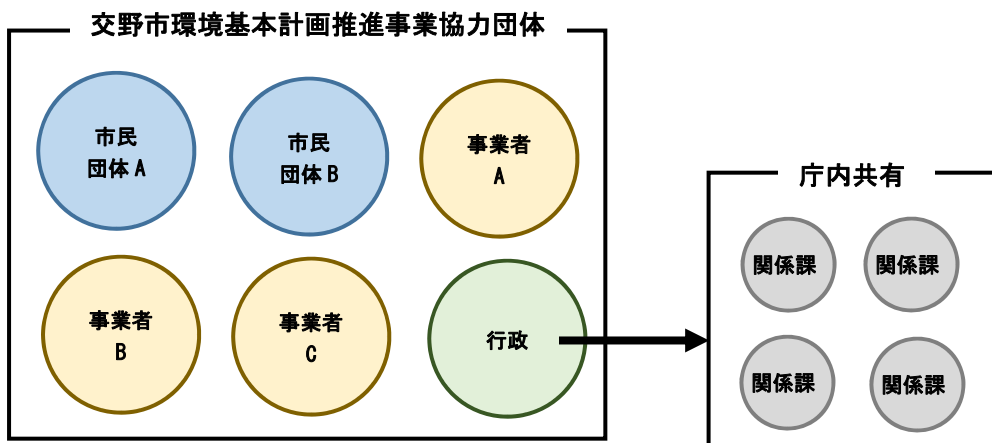 交野市環境基本計画推進事業協力団体
市民
団体A
市民
団体B
事業者
A
事業者
B
事業者
C
行政
庁内共有
関係課
関係課
関係課
関係課